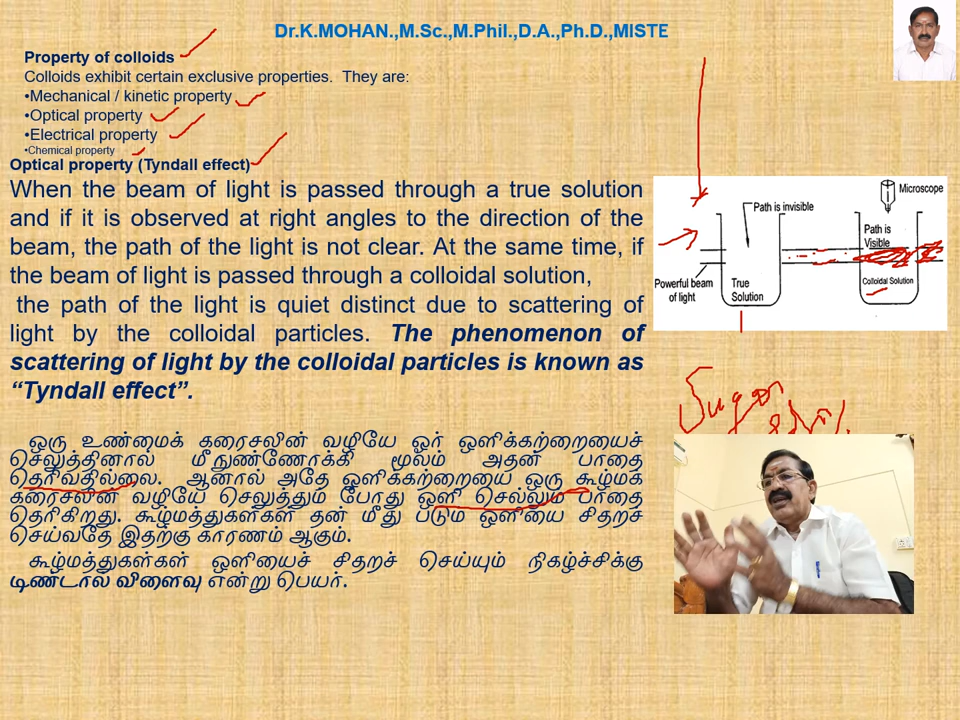 Dr.K.MOHAN.,M.Sc.,M.Phil.,D.A.,Ph.D.,MISTE
Property of colloids
Colloids exhibit certain exclusive properties. They are:
•Mechanical / kinetic property
•Optical property
•Electrical property
•Chemical property
Optical property (Tyndall effect)
When the beam of light is passed through a true solution
and if it is observed at right angles to the direction of the
beam, the path of the light is not clear. At the same time, if
the beam of light is passed through a colloidal solution,
the path of the light is quiet distinct due to scattering of
light by the colloidal particles. The phenomenon of
scattering of light by the colloidal particles is known as
“Tyndall effect”.
ஒரு உண்மைக் கரைசலின் வழியே ஓர் ஒளிக்கற்றையைச்
செலுத்தினால் மீநுண்ணோக்கி மூலம் அதன் பாதை
தெரிவதில்லை. ஆனால் அதே ஒளிக்கற்றையை ஒரு கூழ்மக்
கரைசலின் வழியே செலுத்தும் போது ஒளி செல்லும் பாதை
தெரிகிறது. கூழ்மத்துகள்கள் தன் மீது படும் ஒளியை சிதறச்
செய்வதே இதற்கு காரணம் ஆகும்.
கூழ்மத்துகள்கள் ஒளியைச் சிதறச் செய்யும் நிகழ்ச்சிக்கு
டிண்டால் விளைவு என்று பெயர்.
Microscope
Path is invisible
Path is
Visible
Powerful beam
of light
True
Solution
Colloidal Solution